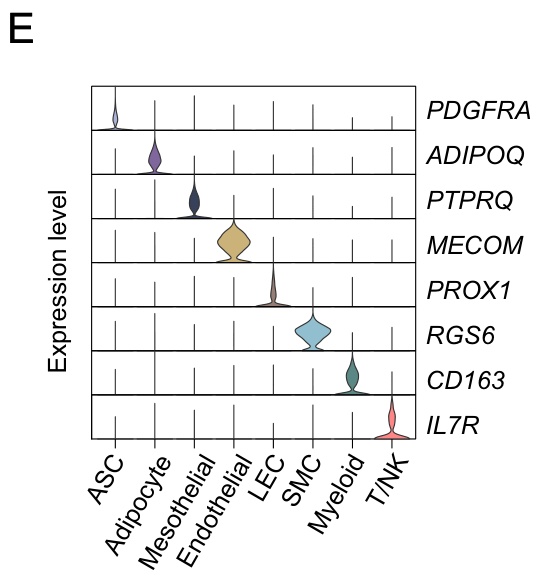 E
PDGFRA
ADIPOQ
PTPRQ
MECOM
PROX1
RGS6
CD163
IL7R
Expression level
ASC
Adipocyte
Mesothelial
Endothelial
LEC
SMC
Myeloid
T/NK